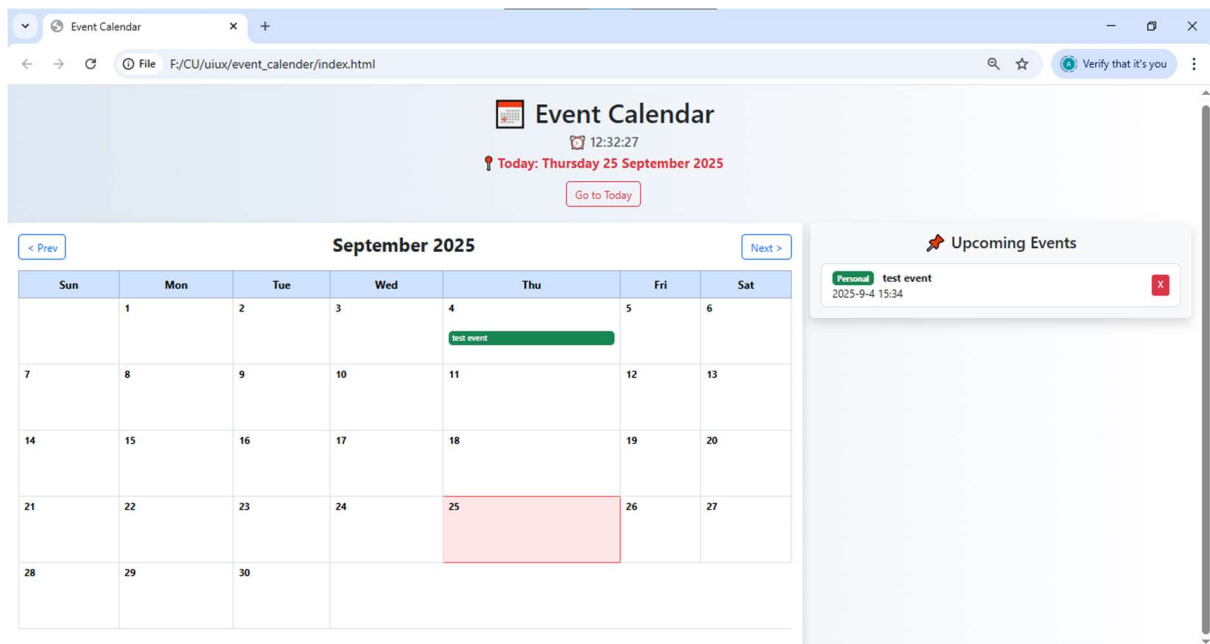 Event Calendar
File F:/CU/uiux/event_calender/index.html
Verify that it's you
Event Calendar
12:32:27
Today: Thursday 25 September 2025
Go to Today
< Prev
September 2025
Next >
Sun Mon Tue Wed Thu Fri Sat
1 2 3 4 5 6
test event
7 8 9 10 11 12 13
14 15 16 17 18 19 20
21 22 23 24 25 26 27
28 29 30
Upcoming Events
Personal test event
2025-9-4 15:34
X